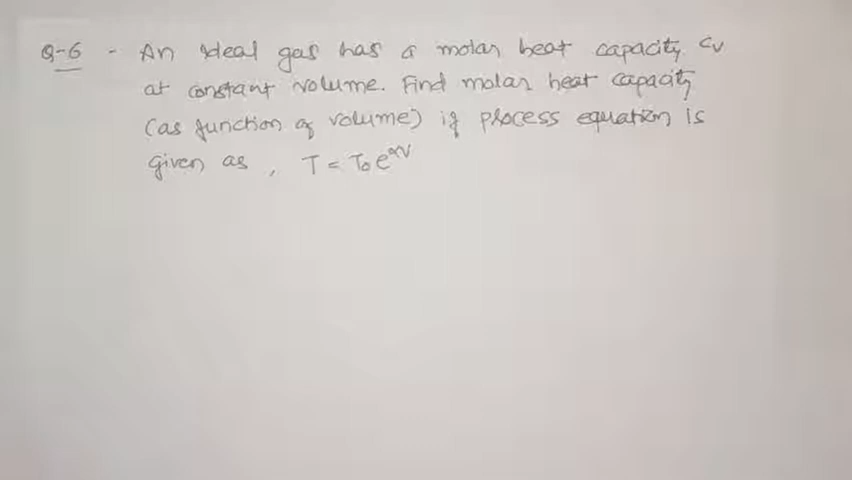 Q-6 - An ideal gas has a molar heat capacity Cv
at constant volume. Find molar heat capacity
(as function of volume) if process equation is
given as, T = T₀ e^αV